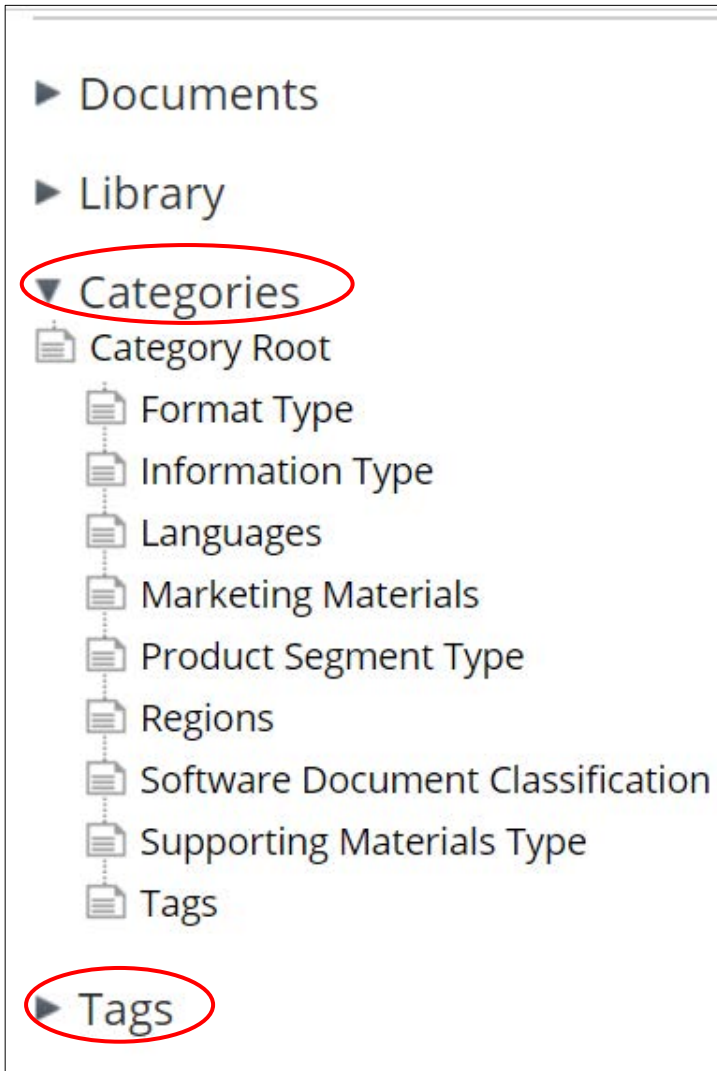 Documents
Library
Categories
Category Root
Format Type
Information Type
Languages
Marketing Materials
Product Segment Type
Regions
Software Document Classification
Supporting Materials Type
Tags
Tags